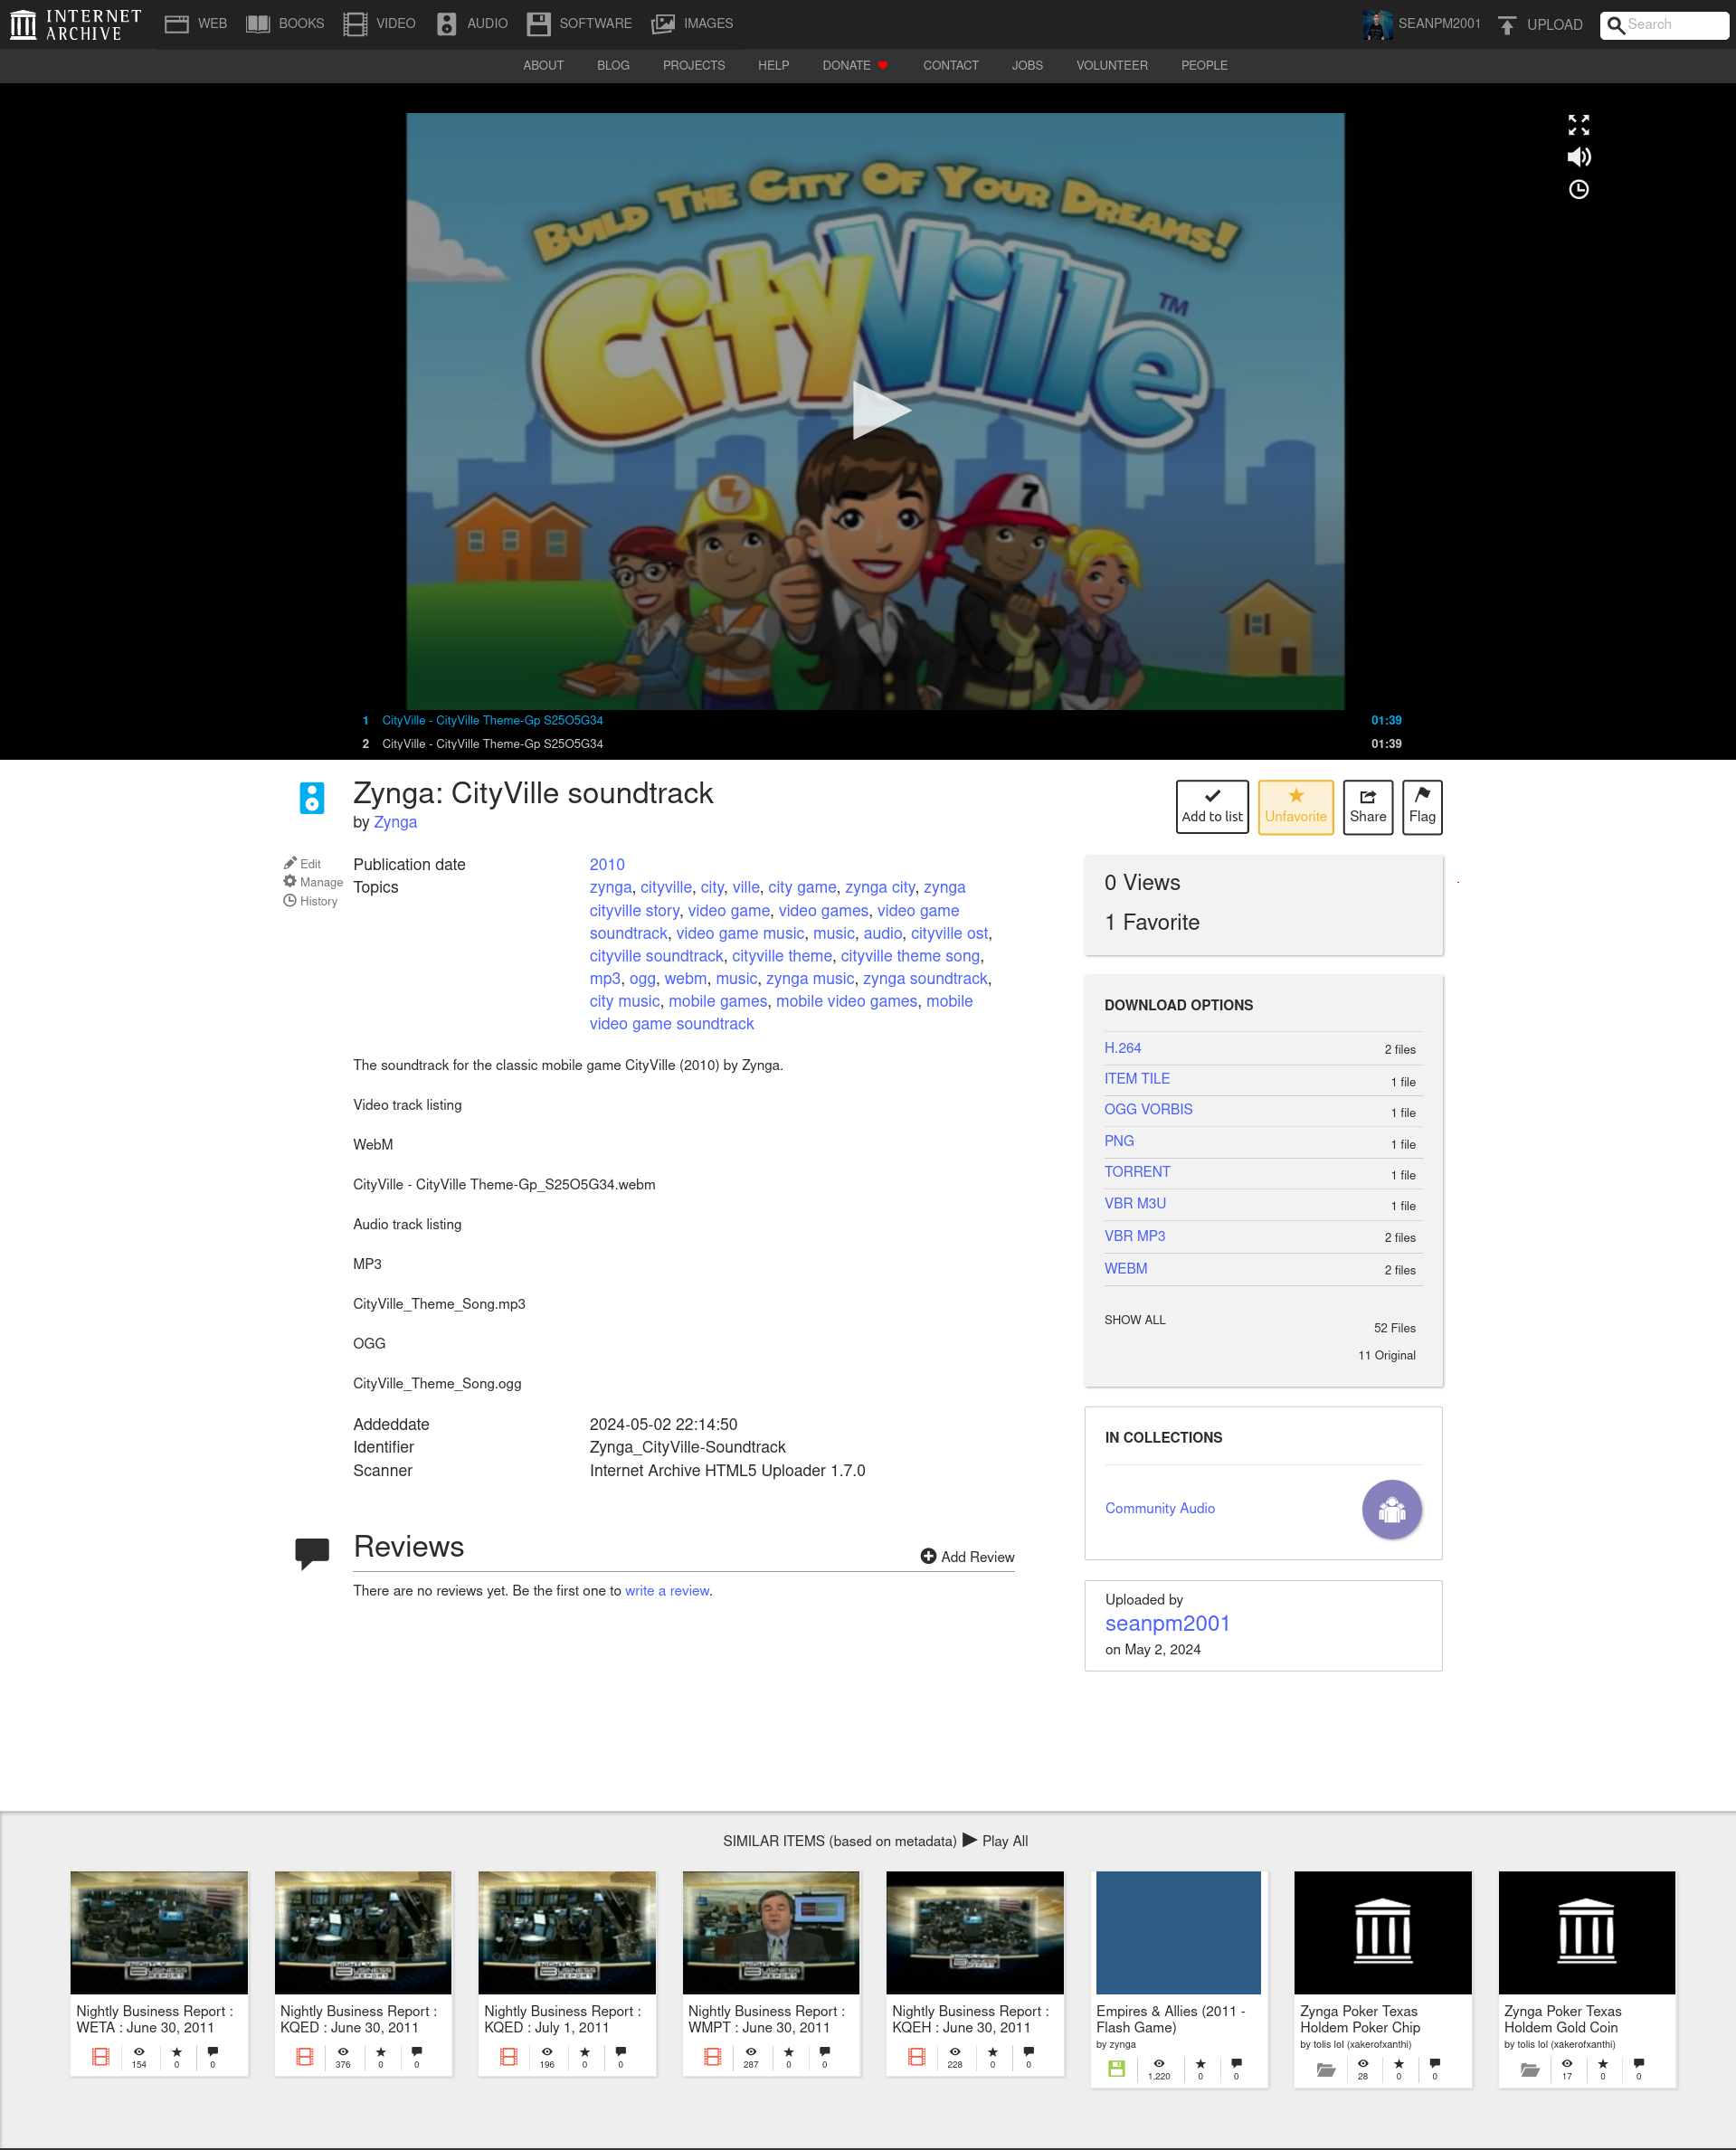 INTERNET ARCHIVE
WEB BOOKS VIDEO AUDIO SOFTWARE IMAGES SEANPM2001 UPLOAD Search
ABOUT BLOG PROJECTS HELP DONATE CONTACT JOBS VOLUNTEER PEOPLE
BUILD THE CITY OF YOUR DREAMS!
CityVille TM
7
1 CityVille - CityVille Theme-Gp S25O5G34 01:39
2 CityVille - CityVille Theme-Gp S25O5G34 01:39
Zynga: CityVille soundtrack
by Zynga
Add to list Unfavorite Share Flag
Edit
Manage
History
Publication date 2010
Topics zynga, cityville, city, ville, city game, zynga city, zynga
cityville story, video game, video games, video game
soundtrack, video game music, music, audio, cityville ost,
cityville soundtrack, cityville theme, cityville theme song,
mp3, ogg, webm, music, zynga music, zynga soundtrack,
city music, mobile games, mobile video games, mobile
video game soundtrack
The soundtrack for the classic mobile game CityVille (2010) by Zynga.
Video track listing
WebM
CityVille - CityVille Theme-Gp_S25O5G34.webm
Audio track listing
MP3
CityVille_Theme_Song.mp3
OGG
CityVille_Theme_Song.ogg
Addeddate 2024-05-02 22:14:50
Identifier Zynga_CityVille-Soundtrack
Scanner Internet Archive HTML5 Uploader 1.7.0
Reviews
Add Review
There are no reviews yet. Be the first one to write a review.
0 Views
1 Favorite
DOWNLOAD OPTIONS
H.264 2 files
ITEM TILE 1 file
OGG VORBIS 1 file
PNG 1 file
TORRENT 1 file
VBR M3U 1 file
VBR MP3 2 files
WEBM 2 files
SHOW ALL 52 Files
11 Original
IN COLLECTIONS
Community Audio
Uploaded by
seanpm2001
on May 2, 2024
SIMILAR ITEMS (based on metadata) Play All
NIGHTLY BUSINESS REPORT
Nightly Business Report :
WETA : June 30, 2011
154 0 0
NIGHTLY BUSINESS REPORT
Nightly Business Report :
KQED : June 30, 2011
376 0 0
NIGHTLY BUSINESS REPORT
Nightly Business Report :
KQED : July 1, 2011
196 0 0
NIGHTLY BUSINESS REPORT
Nightly Business Report :
WMPT : June 30, 2011
287 0 0
NIGHTLY BUSINESS REPORT
Nightly Business Report :
KQEH : June 30, 2011
228 0 0
Empires & Allies (2011 -
Flash Game)
by zynga
1,220 0 0
Zynga Poker Texas
Holdem Poker Chip
by tolis lol (xakerofxanthi)
28 0 0
Zynga Poker Texas
Holdem Gold Coin
by tolis lol (xakerofxanthi)
17 0 0